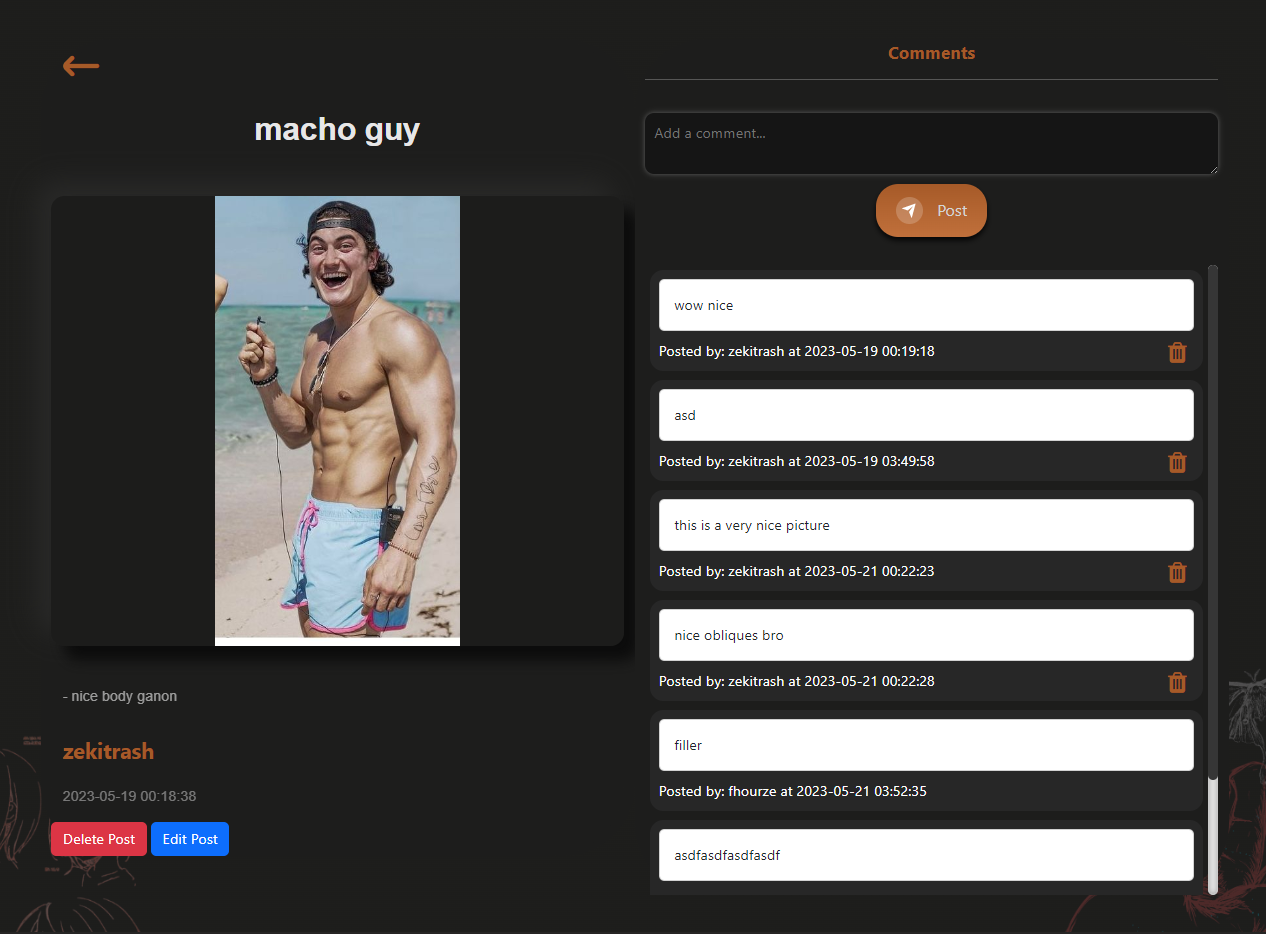 Comments
macho guy
Add a comment...
Post
wow nice
Posted by: zekitrash at 2023-05-19 00:19:18
asd
Posted by: zekitrash at 2023-05-19 03:49:58
this is a very nice picture
Posted by: zekitrash at 2023-05-21 00:22:23
nice obliques bro
Posted by: zekitrash at 2023-05-21 00:22:28
filler
Posted by: fhourze at 2023-05-21 03:52:35
asdfasdfasdfasdf
- nice body ganon
zekitrash
2023-05-19 00:18:38
Delete Post Edit Post